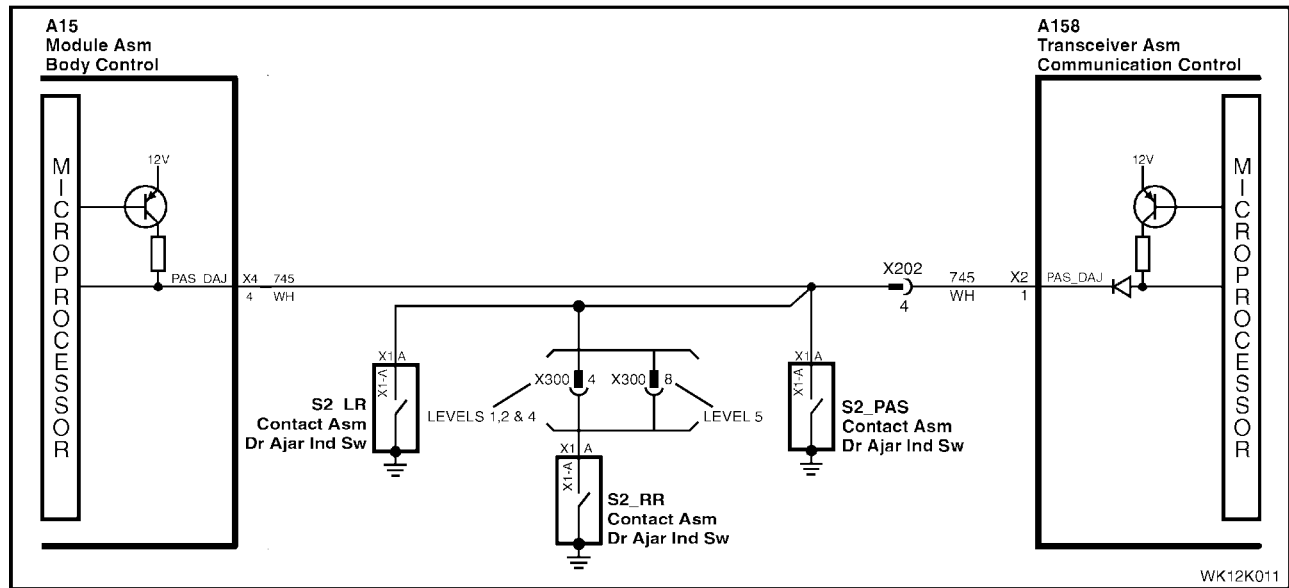 A15
Module Asm
Body Control
A158
Transceiver Asm
Communication Control
MICROPROCESSOR
12V
PAS_DAJ
X4
745
4
WH
X202
4
745
WH
X2
1
PAS_DAJ
12V
MICROPROCESSOR
X1 A
X1-A
S2_LR
Contact Asm
Dr Ajar Ind Sw
X300 4
X300 8
LEVELS 1,2 & 4
LEVEL 5
X1 A
X1-A
S2_PAS
Contact Asm
Dr Ajar Ind Sw
X1 A
X1-A
S2_RR
Contact Asm
Dr Ajar Ind Sw
WK12K011